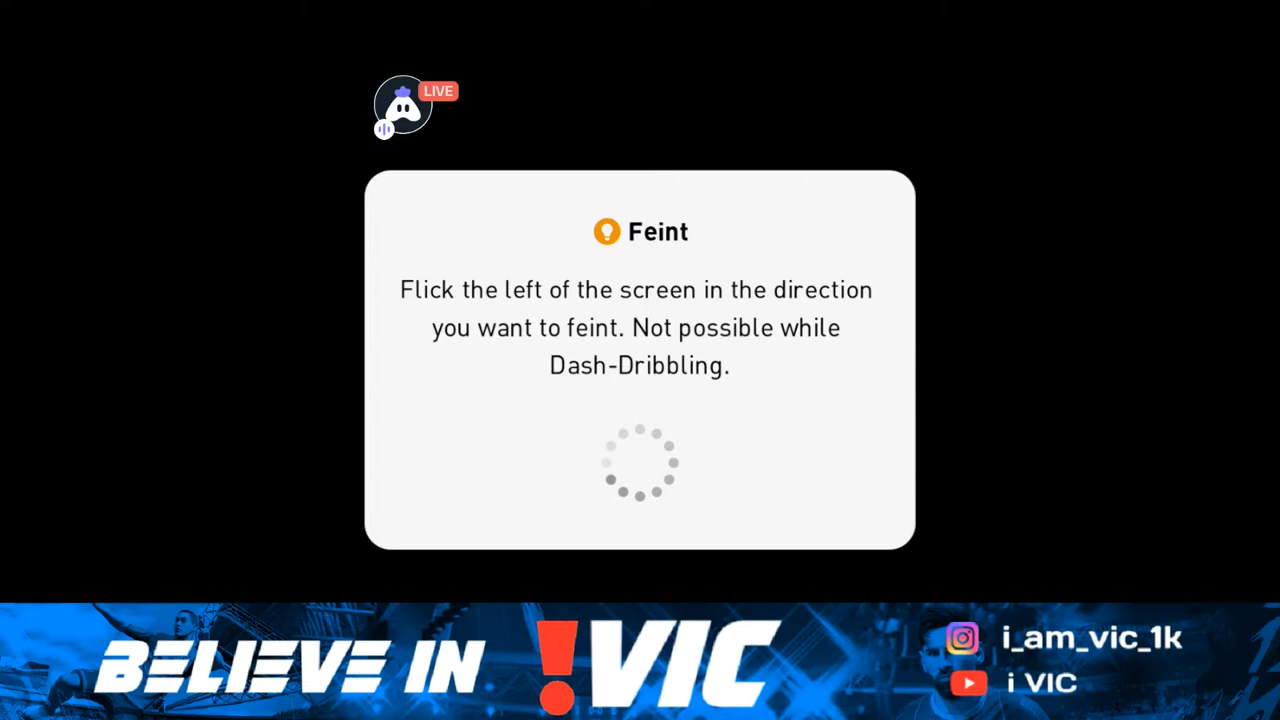 LIVE
Feint
Flick the left of the screen in the direction
you want to feint. Not possible while
Dash-Dribbling.
BELIEVE IN !VIC
i_am_vic_1k
i VIC